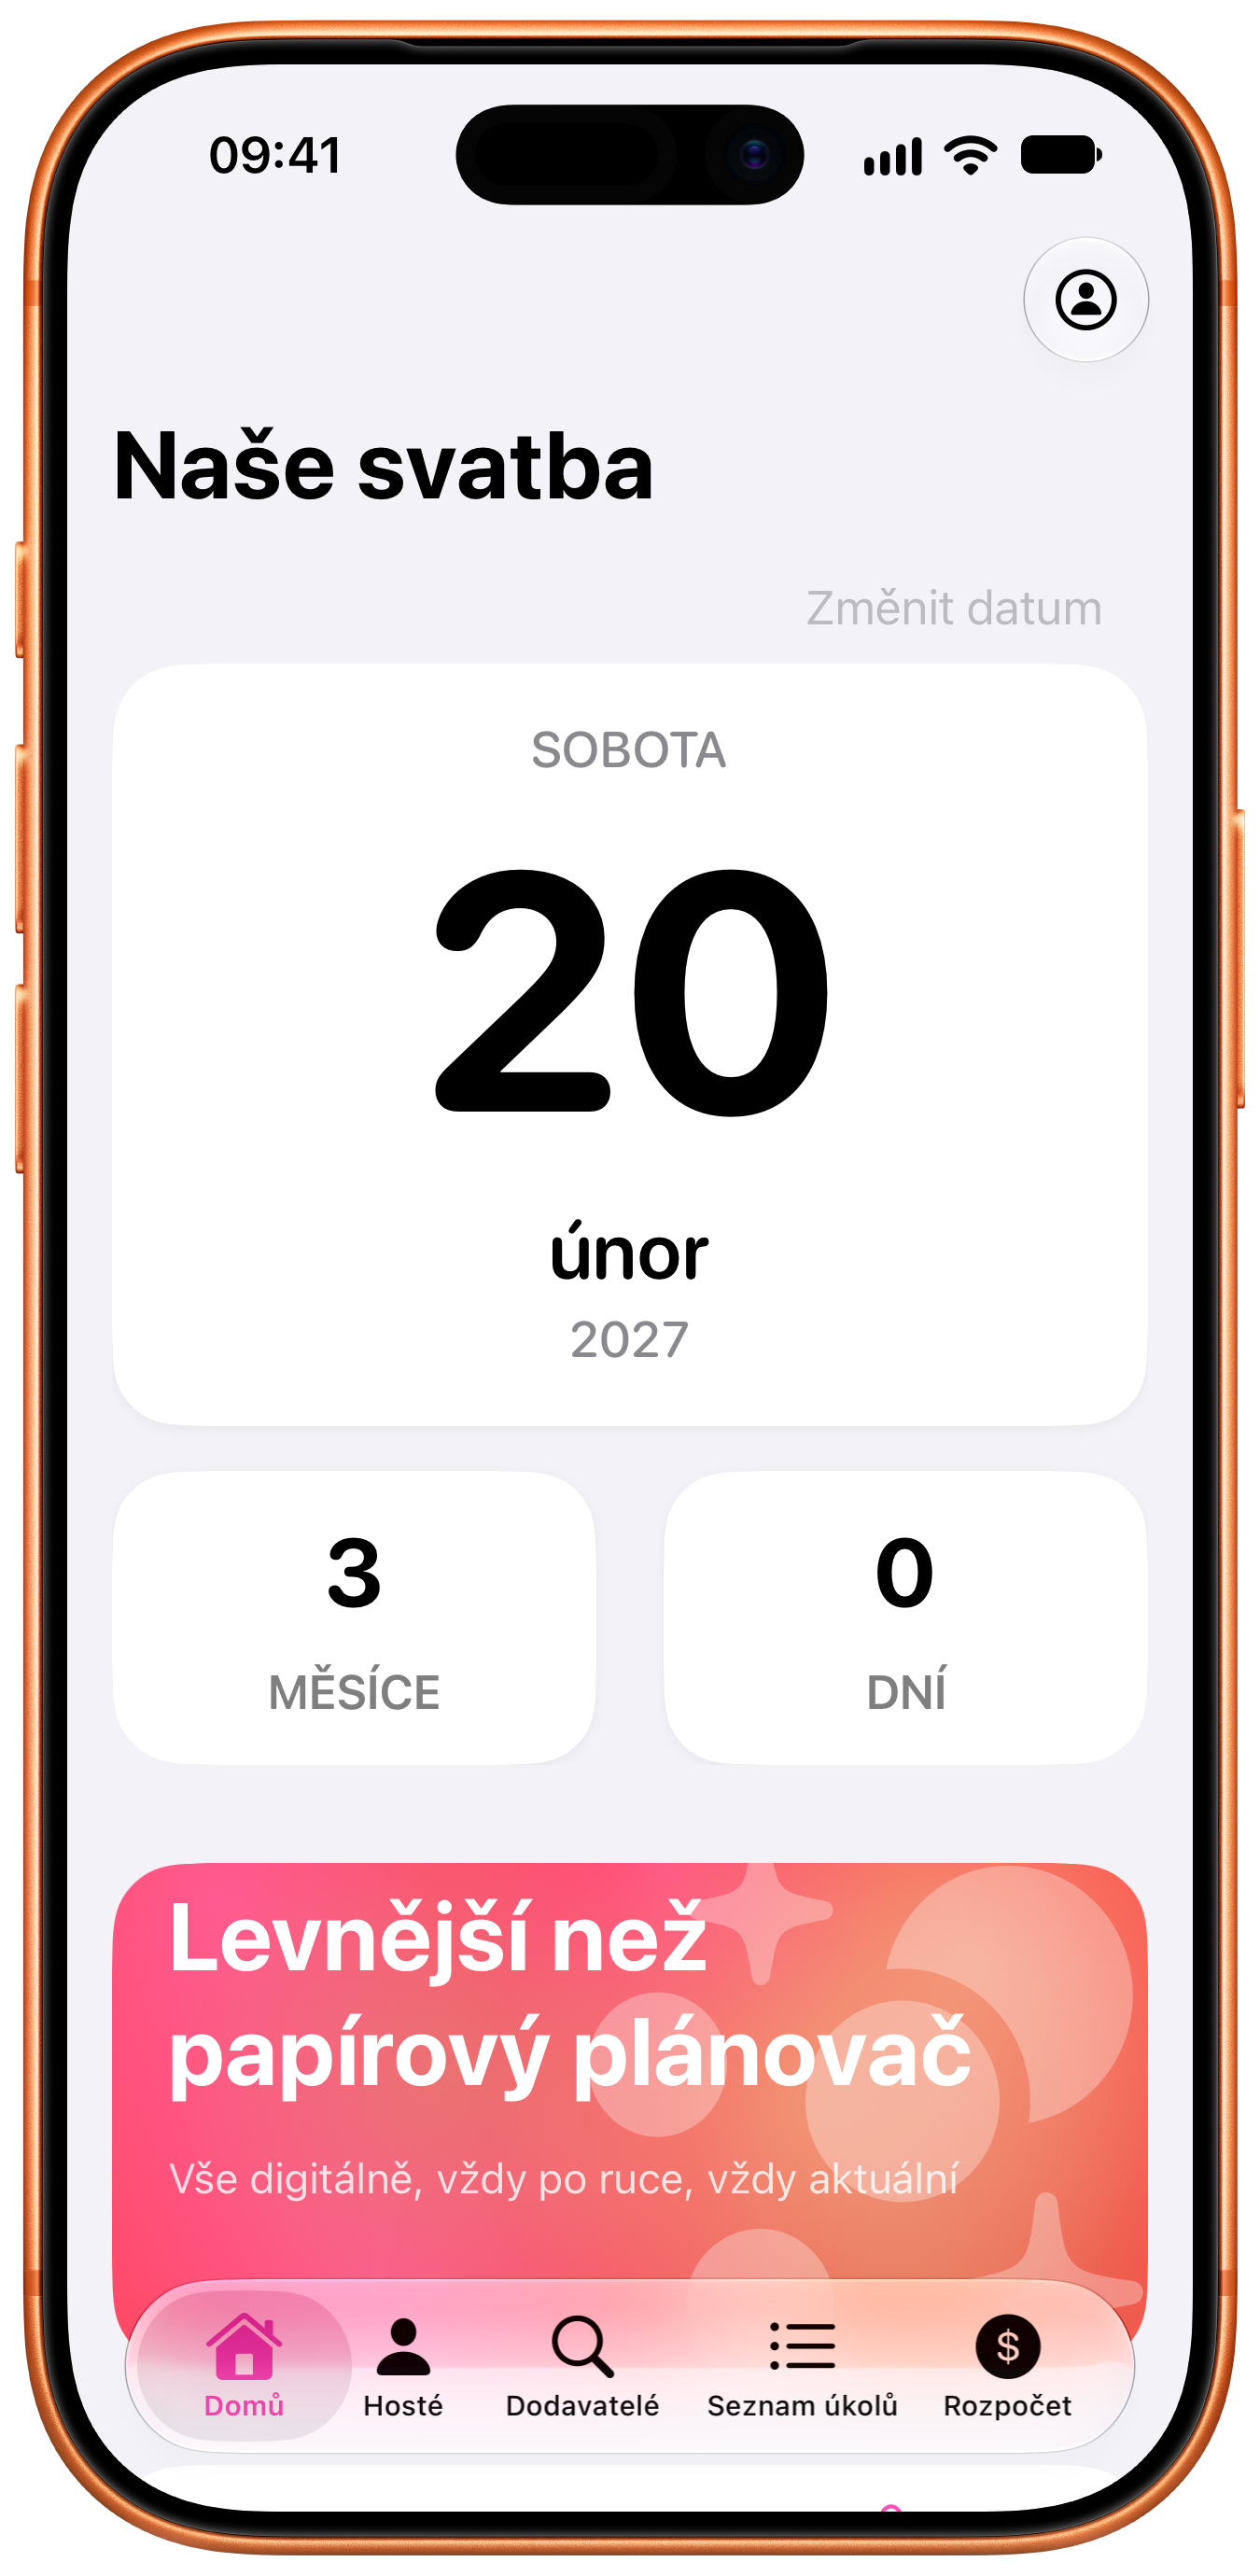 09:41
Naše svatba
Změnit datum
SOBOTA
20
únor
2027
3
MĚSÍCE
0
DNÍ
Levnější než
papírový plánovač
Vše digitálně, vždy po ruce, vždy aktuální
Domů
Hosté
Dodavatelé
Seznam úkolů
Rozpočet